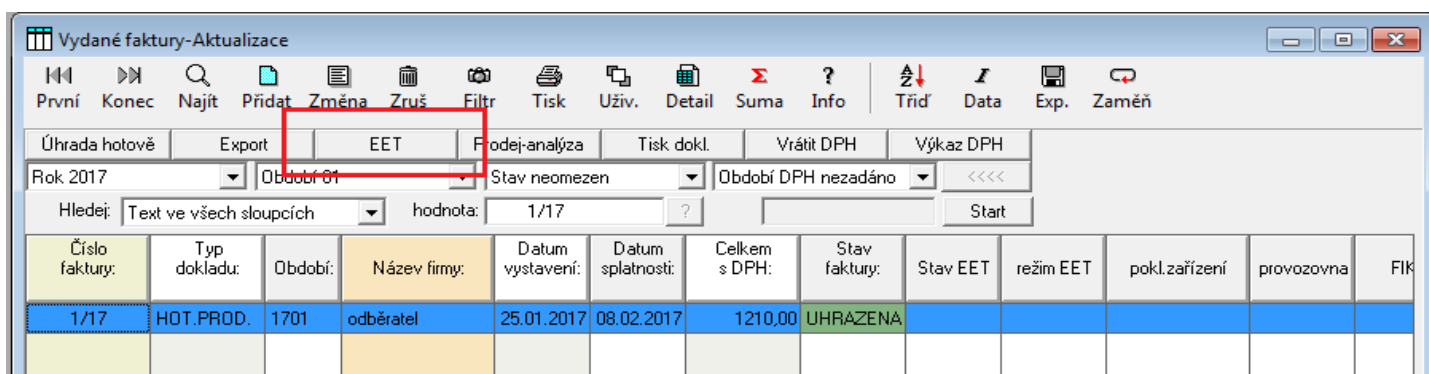 Vydané faktury-Aktualizace
První Konec Najít Přidat Změna Zruš Filtr Tisk Uživ. Detail Suma Info Třiď Data Exp. Zaměň
Úhrada hotově Export EET Prodej-analýza Tisk dokl. Vrátit DPH Výkaz DPH
Rok 2017 Období 01 Stav neomezen Období DPH nezadáno <<<<
Hledej: Text ve všech sloupcích hodnota: 1/17 ? Start
Číslo faktury: Typ dokladu: Období: Název firmy: Datum vystavení: Datum splatnosti: Celkem s DPH: Stav faktury: Stav EET režim EET pokl.zařízení provozovna FIK
1/17 HOT.PROD. 1701 odběratel 25.01.2017 08.02.2017 1210,00 UHRAZENA